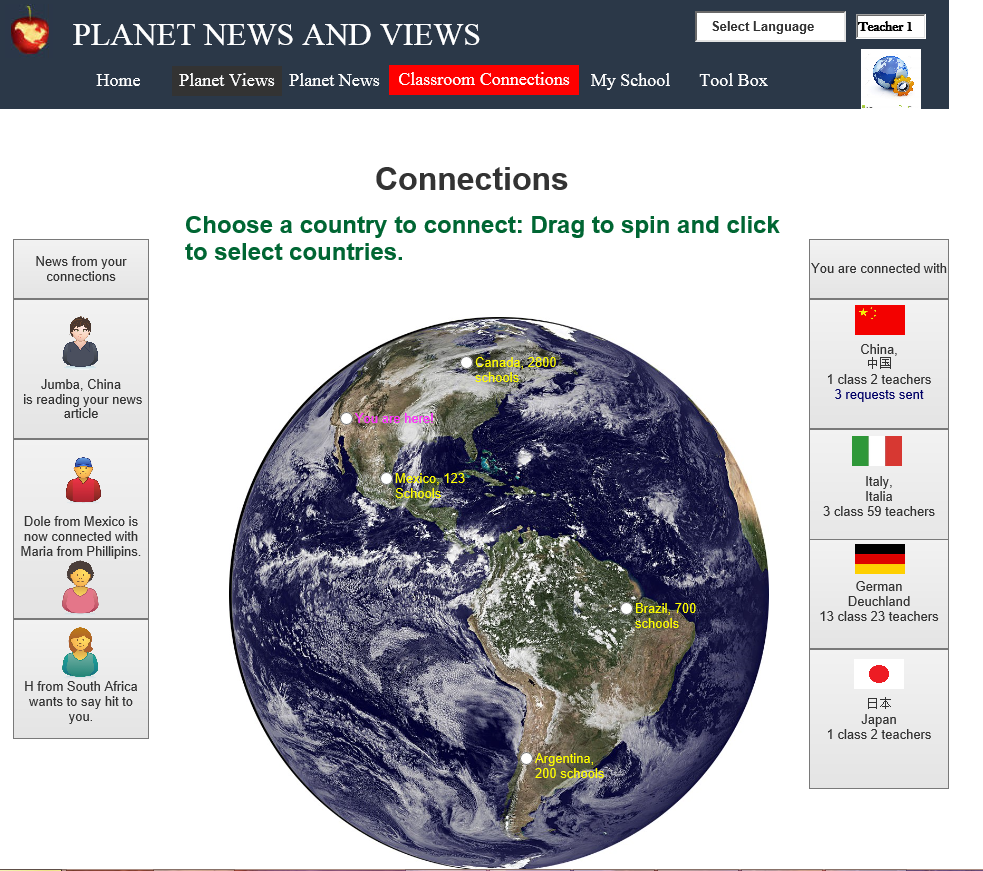 PLANET NEWS AND VIEWS
Select Language
Teacher 1
Home
Planet Views
Planet News
Classroom Connections
My School
Tool Box
Connections
Choose a country to connect: Drag to spin and click
to select countries.
News from your
connections
Jumba, China
is reading your news
article
Dole from Mexico is
now connected with
Maria from Phillipins.
H from South Africa
wants to say hit to
you.
Canada, 2800
schools
You are here!
Mexico, 123
Schools
Brazil, 700
schools
Argentina,
200 schools
You are connected with
China,
中国
1 class 2 teachers
3 requests sent
Italy,
Italia
3 class 59 teachers
German
Deuchland
13 class 23 teachers
日本
Japan
1 class 2 teachers